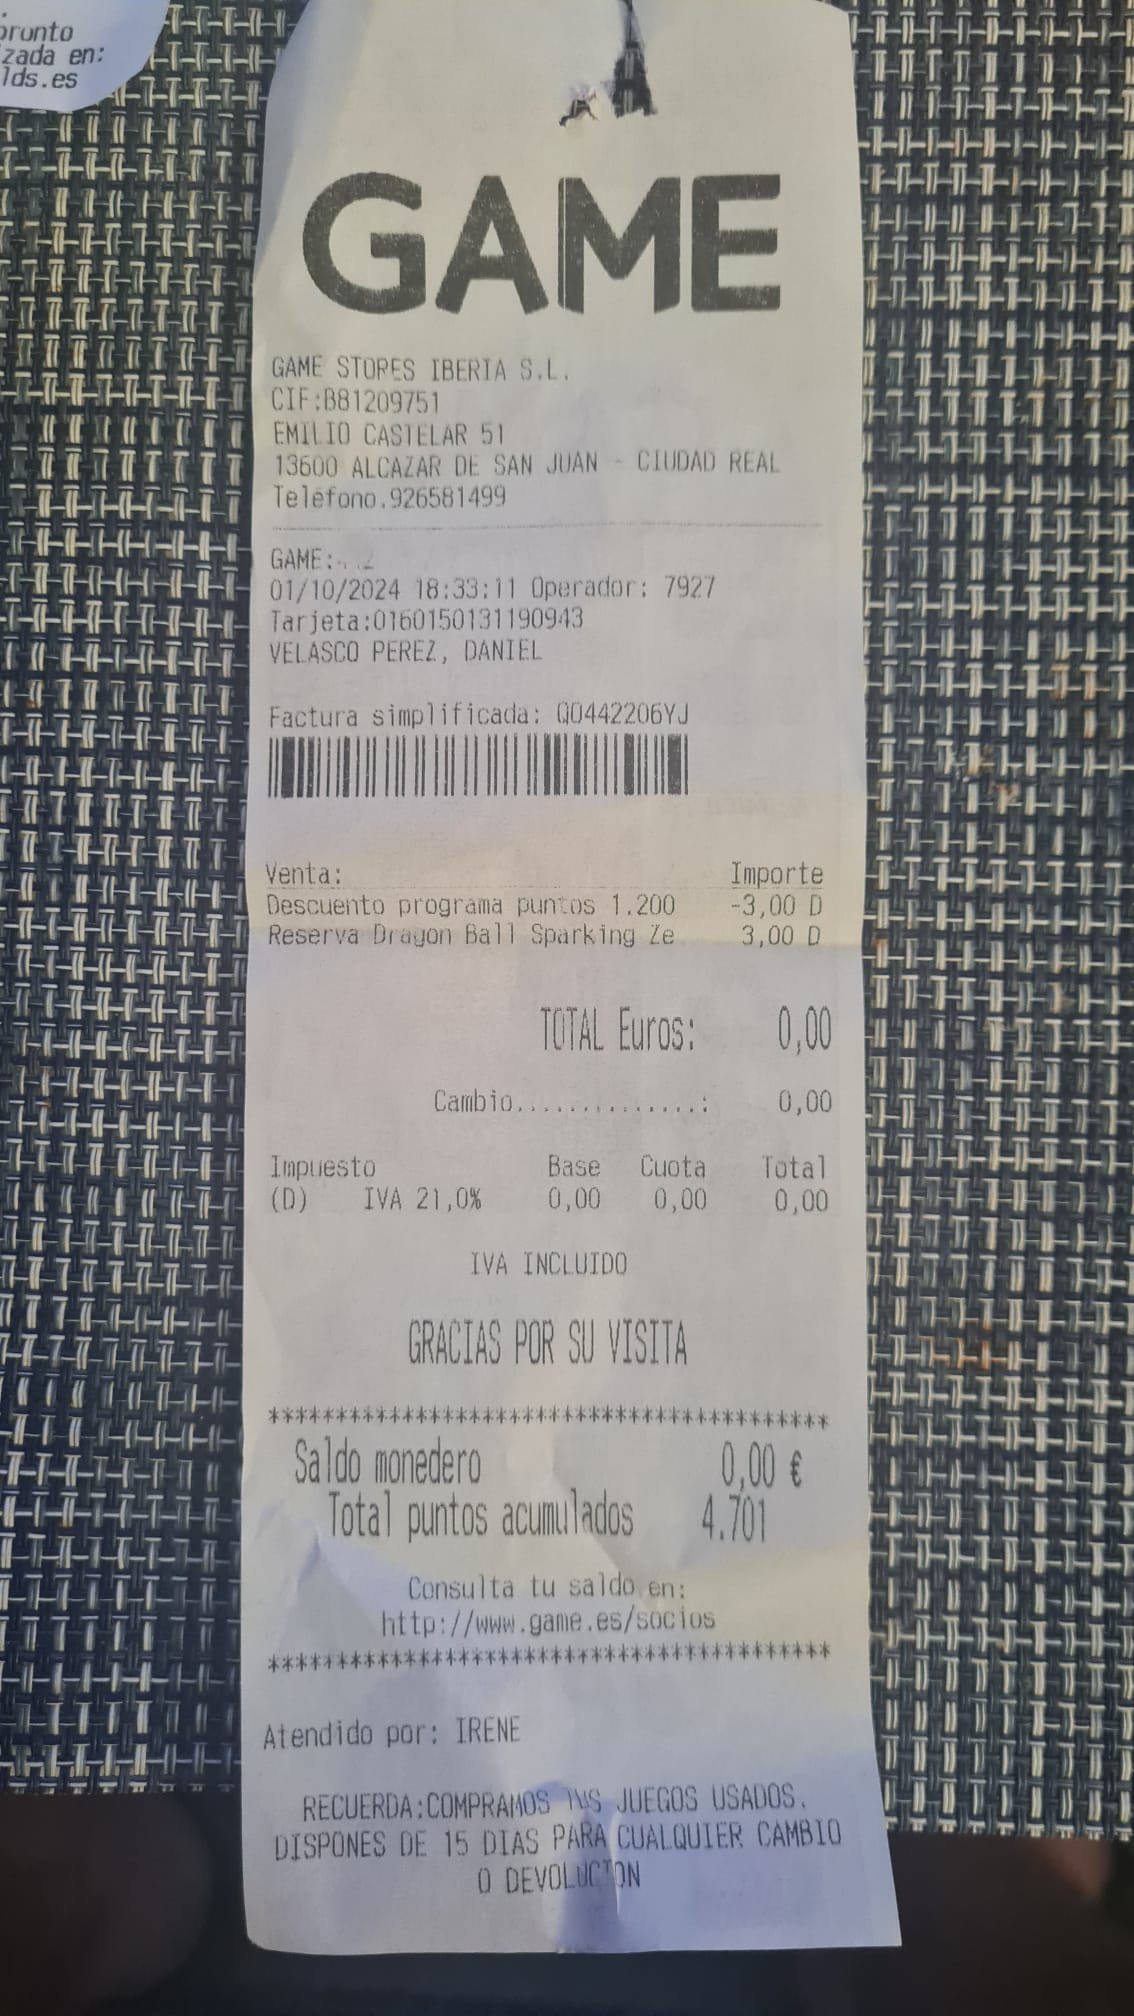 pronto
zada en:
lds.es
GAME
GAME STORES IBERIA S.L.
CIF:B81209751
EMILIO CASTELAR 51
13600 ALCAZAR DE SAN JUAN - CIUDAD REAL
Teléfono.926581499
GAME:
01/10/2024 18:33:11 Operador: 7927
Tarjeta:0160150131190943
VELASCO PEREZ, DANIEL
Factura simplificada: Q0442206YJ
Venta: Importe
Descuento programa puntos 1.200 -3,00 D
Reserva Dragon Ball Sparking Ze 3,00 D
TOTAL Euros: 0,00
Cambio..............: 0,00
Impuesto Base Cuota Total
(D) IVA 21,0% 0,00 0,00 0,00
IVA INCLUIDO
GRACIAS POR SU VISITA
******************************************
Saldo monedero 0,00 €
Total puntos acumulados 4.701
Consulta tu saldo en:
http://www.game.es/socios
******************************************
Atendido por: IRENE
RECUERDA:COMPRAMOS TUS JUEGOS USADOS.
DISPONES DE 15 DIAS PARA CUALQUIER CAMBIO
O DEVOLUCION